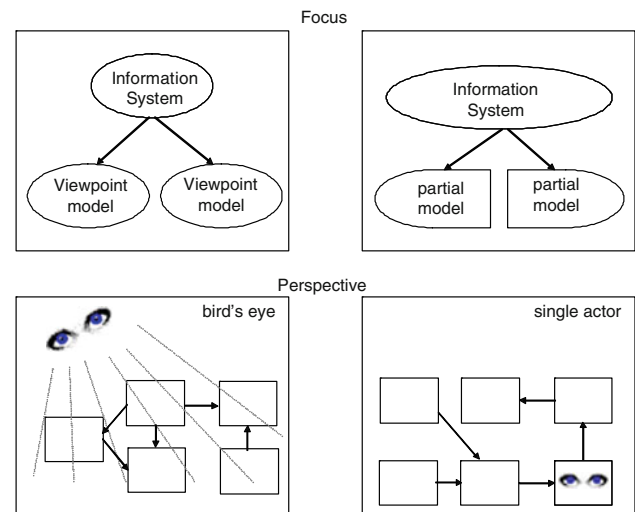 Focus
Information
System
Viewpoint
model
Viewpoint
model
Information
System
partial
model
partial
model
Perspective
bird's eye
single actor